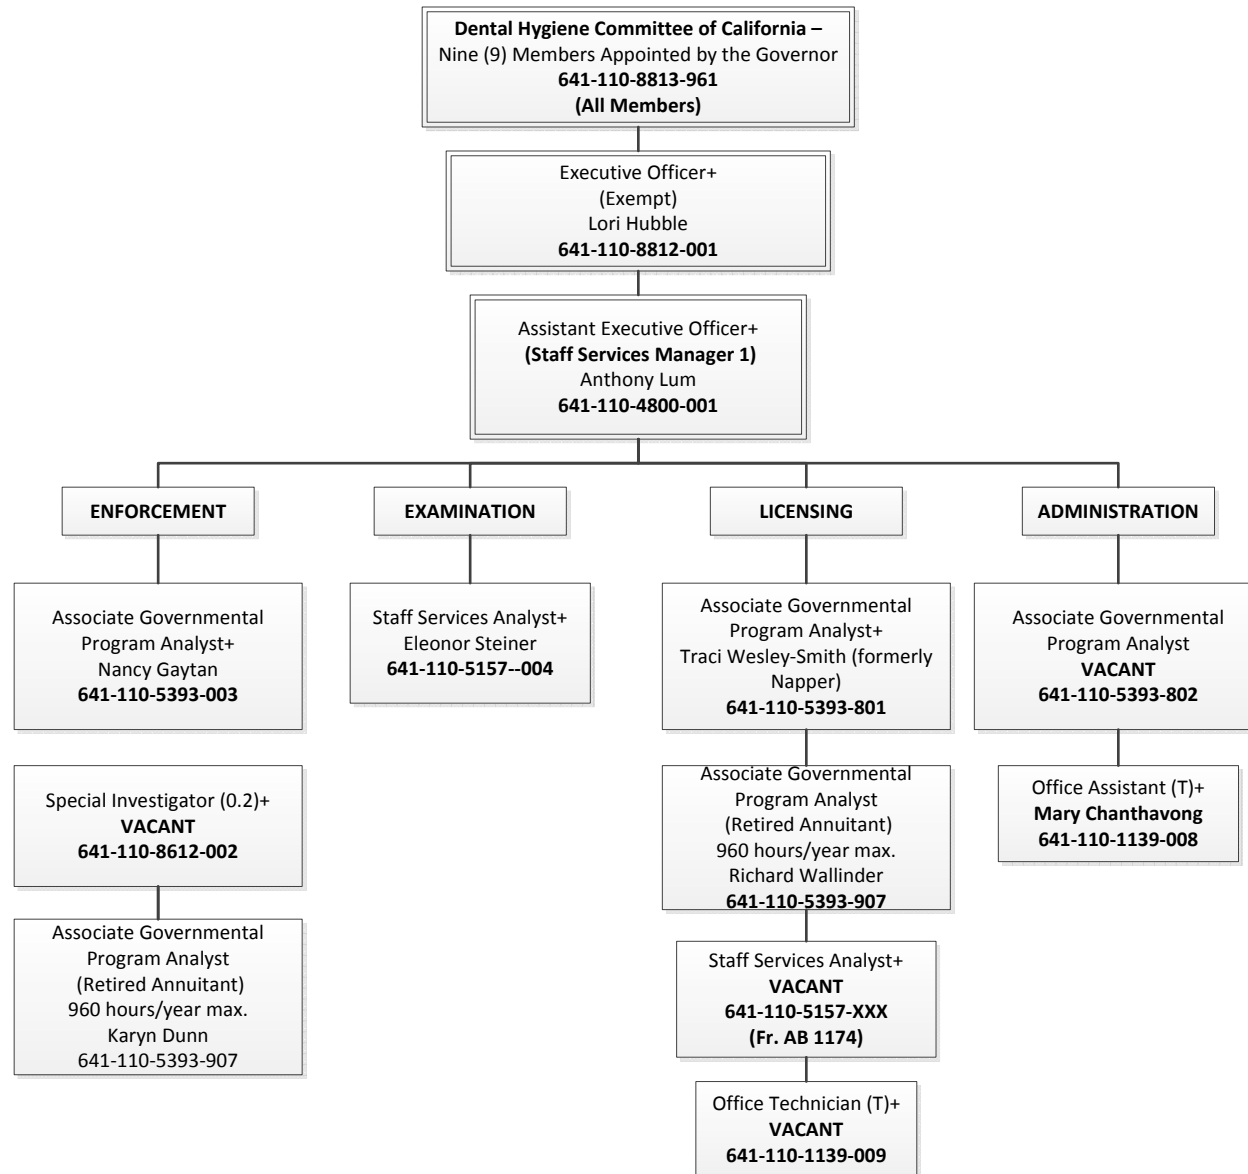 Dental Hygiene Committee of California –
Nine (9) Members Appointed by the Governor
641-110-8813-961
(All Members)
Executive Officer+
(Exempt)
Lori Hubble
641-110-8812-001
Assistant Executive Officer+
(Staff Services Manager 1)
Anthony Lum
641-110-4800-001
ENFORCEMENT
Associate Governmental
Program Analyst+
Nancy Gaytan
641-110-5393-003
Special Investigator (0.2)+
VACANT
641-110-8612-002
Associate Governmental
Program Analyst
(Retired Annuitant)
960 hours/year max.
Karyn Dunn
641-110-5393-907
EXAMINATION
Staff Services Analyst+
Eleonor Steiner
641-110-5157--004
LICENSING
Associate Governmental
Program Analyst+
Traci Wesley-Smith (formerly
Napper)
641-110-5393-801
Associate Governmental
Program Analyst
(Retired Annuitant)
960 hours/year max.
Richard Wallinder
641-110-5393-907
Staff Services Analyst+
VACANT
641-110-5157-XXX
(Fr. AB 1174)
Office Technician (T)+
VACANT
641-110-1139-009
ADMINISTRATION
Associate Governmental
Program Analyst
VACANT
641-110-5393-802
Office Assistant (T)+
Mary Chanthavong
641-110-1139-008